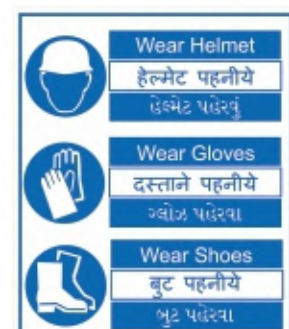 Wear Helmet
हेल्मेट पहनीये
હેલ્મેટ પહેરવું
Wear Gloves
दस्ताने पहनीये
ગ્લોઝ પહેરવા
Wear Shoes
बुट पहनीये
બુટ પહેરવા